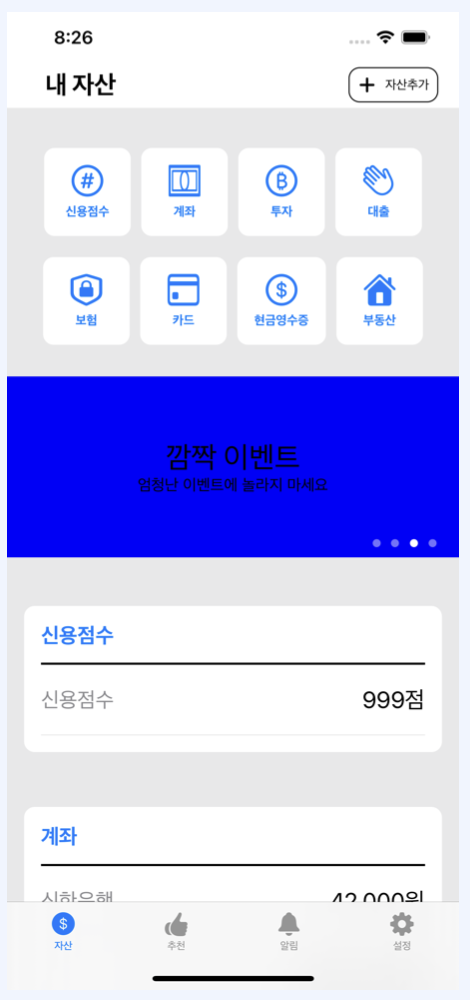 8:26
내 자산
+ 자산추가
신용점수 계좌 투자 대출
보험 카드 현금영수증 부동산
깜짝 이벤트
엄청난 이벤트에 놀라지 마세요
신용점수
신용점수 999점
계좌
신한은행 42,000원
자산 추천 알림 설정